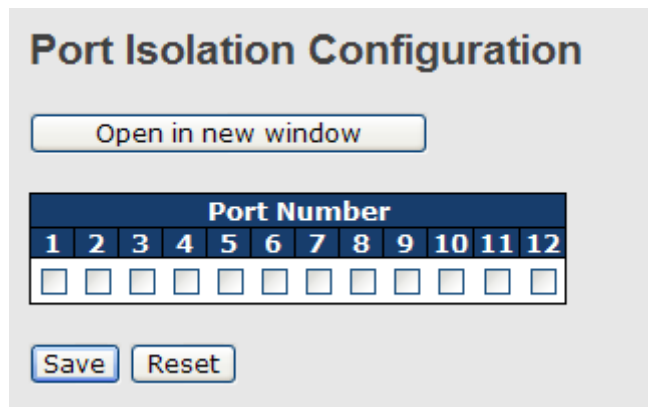 Port Isolation Configuration
Open in new window
Port Number
1 2 3 4 5 6 7 8 9 10 11 12
Save Reset